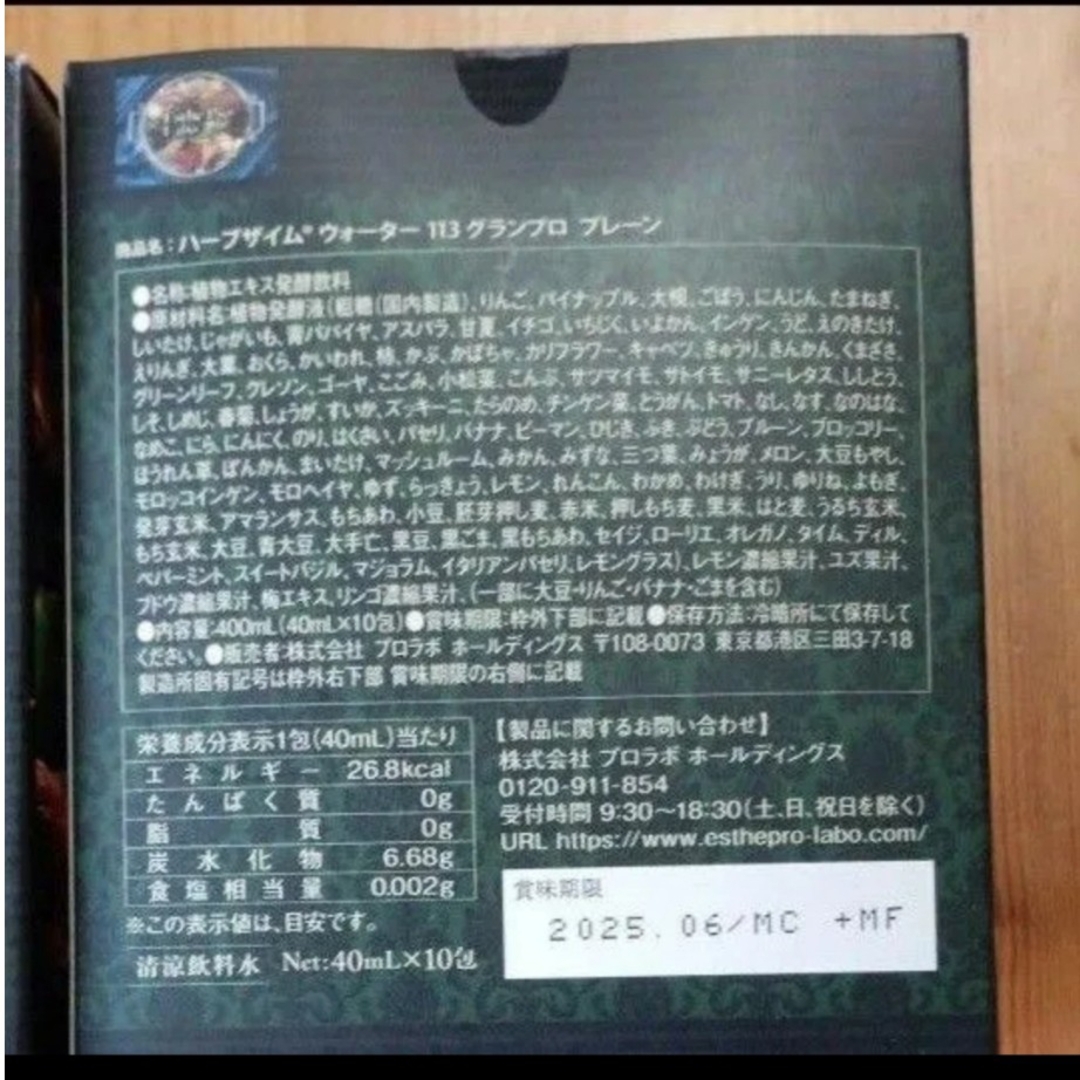 商品名：ハーブザイム® ウォーター 113 グランプロ プレーン
●名称:植物エキス発酵飲料
●原材料名:植物発酵液(粗糖(国内製造)、りんご、パイナップル、大根、ごぼう、にんじん、たまねぎ、
しいたけ、じゃがいも、青パパイヤ、アスパラ、甘夏、イチゴ、いちじく、いよかん、インゲン、うど、えのきたけ、
えりんぎ、大葉、おくら、かいわれ、柿、かぶ、かぼちゃ、カリフラワー、キャベツ、きゅうり、きんかん、くまざさ、
グリーンリーフ、クレソン、ゴーヤ、こごみ、小松菜、こんぶ、サツマイモ、サトイモ、サニーレタス、ししとう、
しそ、しめじ、春菊、しょうが、すいか、ズッキーニ、たらのめ、チンゲン菜、とうがん、トマト、なし、なす、なのはな、
なめこ、にら、にんにく、のり、はくさい、パセリ、バナナ、ピーマン、ひじき、ふき、ぶどう、プルーン、ブロッコリー、
ほうれん草、ぽんかん、まいたけ、マッシュルーム、みかん、みずな、三つ葉、みょうが、メロン、大豆もやし、
モロッコインゲン、モロヘイヤ、ゆず、らっきょう、レモン、れんこん、わかめ、わけぎ、うり、ゆりね、よもぎ、
発芽玄米、アマランサス、もちあわ、小豆、胚芽押し麦、赤米、押しもち麦、黒米、はと麦、うるち玄米、
もち玄米、大豆、青大豆、大手亡、黒豆、黒ごま、黒もちあわ、セイジ、ローリエ、オレガノ、タイム、ディル、
ペパーミント、スイートバジル、マジョラム、イタリアンパセリ、レモングラス)、レモン濃縮果汁、ユズ果汁、
ブドウ濃縮果汁、梅エキス、リンゴ濃縮果汁、(一部に大豆・りんご・バナナ・ごまを含む)
●内容量:400mL(40mL×10包)●賞味期限:枠外下部に記載●保存方法:冷暗所にて保存して
ください。●販売者:株式会社 プロラボ ホールディングス 〒108-0073 東京都港区三田3-7-18
製造所固有記号は枠外右下部 賞味期限の右側に記載
栄養成分表示1包(40mL)当たり
エネルギー 26.8kcal
たんぱく質 0g
脂質 0g
炭水化物 6.68g
食塩相当量 0.002g
※この表示値は、目安です。
清涼飲料水 Net:40mL×10包
【製品に関するお問い合わせ】
株式会社 プロラボ ホールディングス
0120-911-854
受付時間 9:30～18:30(土、日、祝日を除く)
URL https://www.esthepro-labo.com/
賞味期限
2025.06/MC +MF